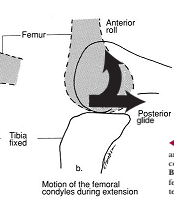 Anterior
roll
Femur
Posterior
glide
Tibia
fixed
b.
Motion of the femoral
condyles during extension